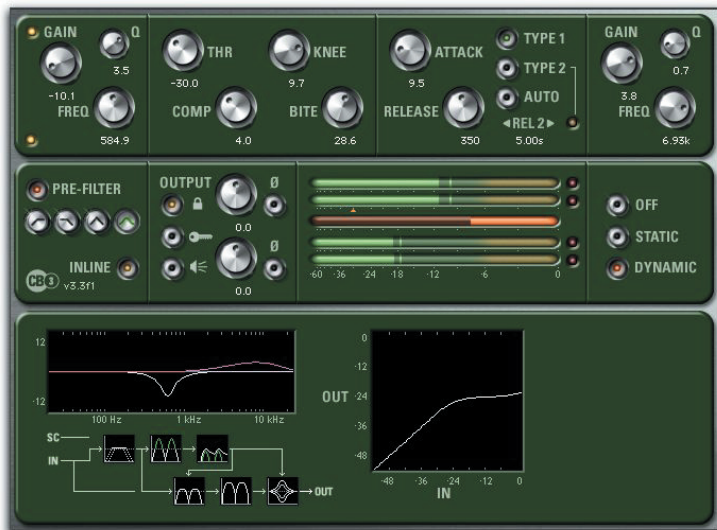 GAIN
Q
3.5
-10.1
FREQ
584.9
THR
-30.0
KNEE
9.7
COMP
4.0
BITE
28.6
ATTACK
9.5
RELEASE
350
TYPE 1
TYPE 2
AUTO
◄REL 2►
5.00s
GAIN
Q
0.7
3.8
FREQ
6.93k
PRE-FILTER
INLINE
CB3 v3.3f1
OUTPUT
Ø
0.0
Ø
0.0
-60 -36 -24 -18 -12 -6 0
OFF
STATIC
DYNAMIC
12
-12
100 Hz 1 kHz 10 kHz
SC
IN
OUT
0
-12
OUT -24
-36
-48
-48 -36 -24 -12 0
IN